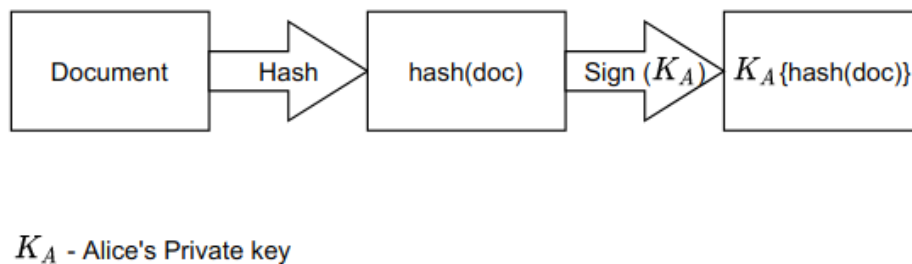 Document Hash hash(doc) Sign (K_A) K_A{hash(doc)}
K_A - Alice's Private key